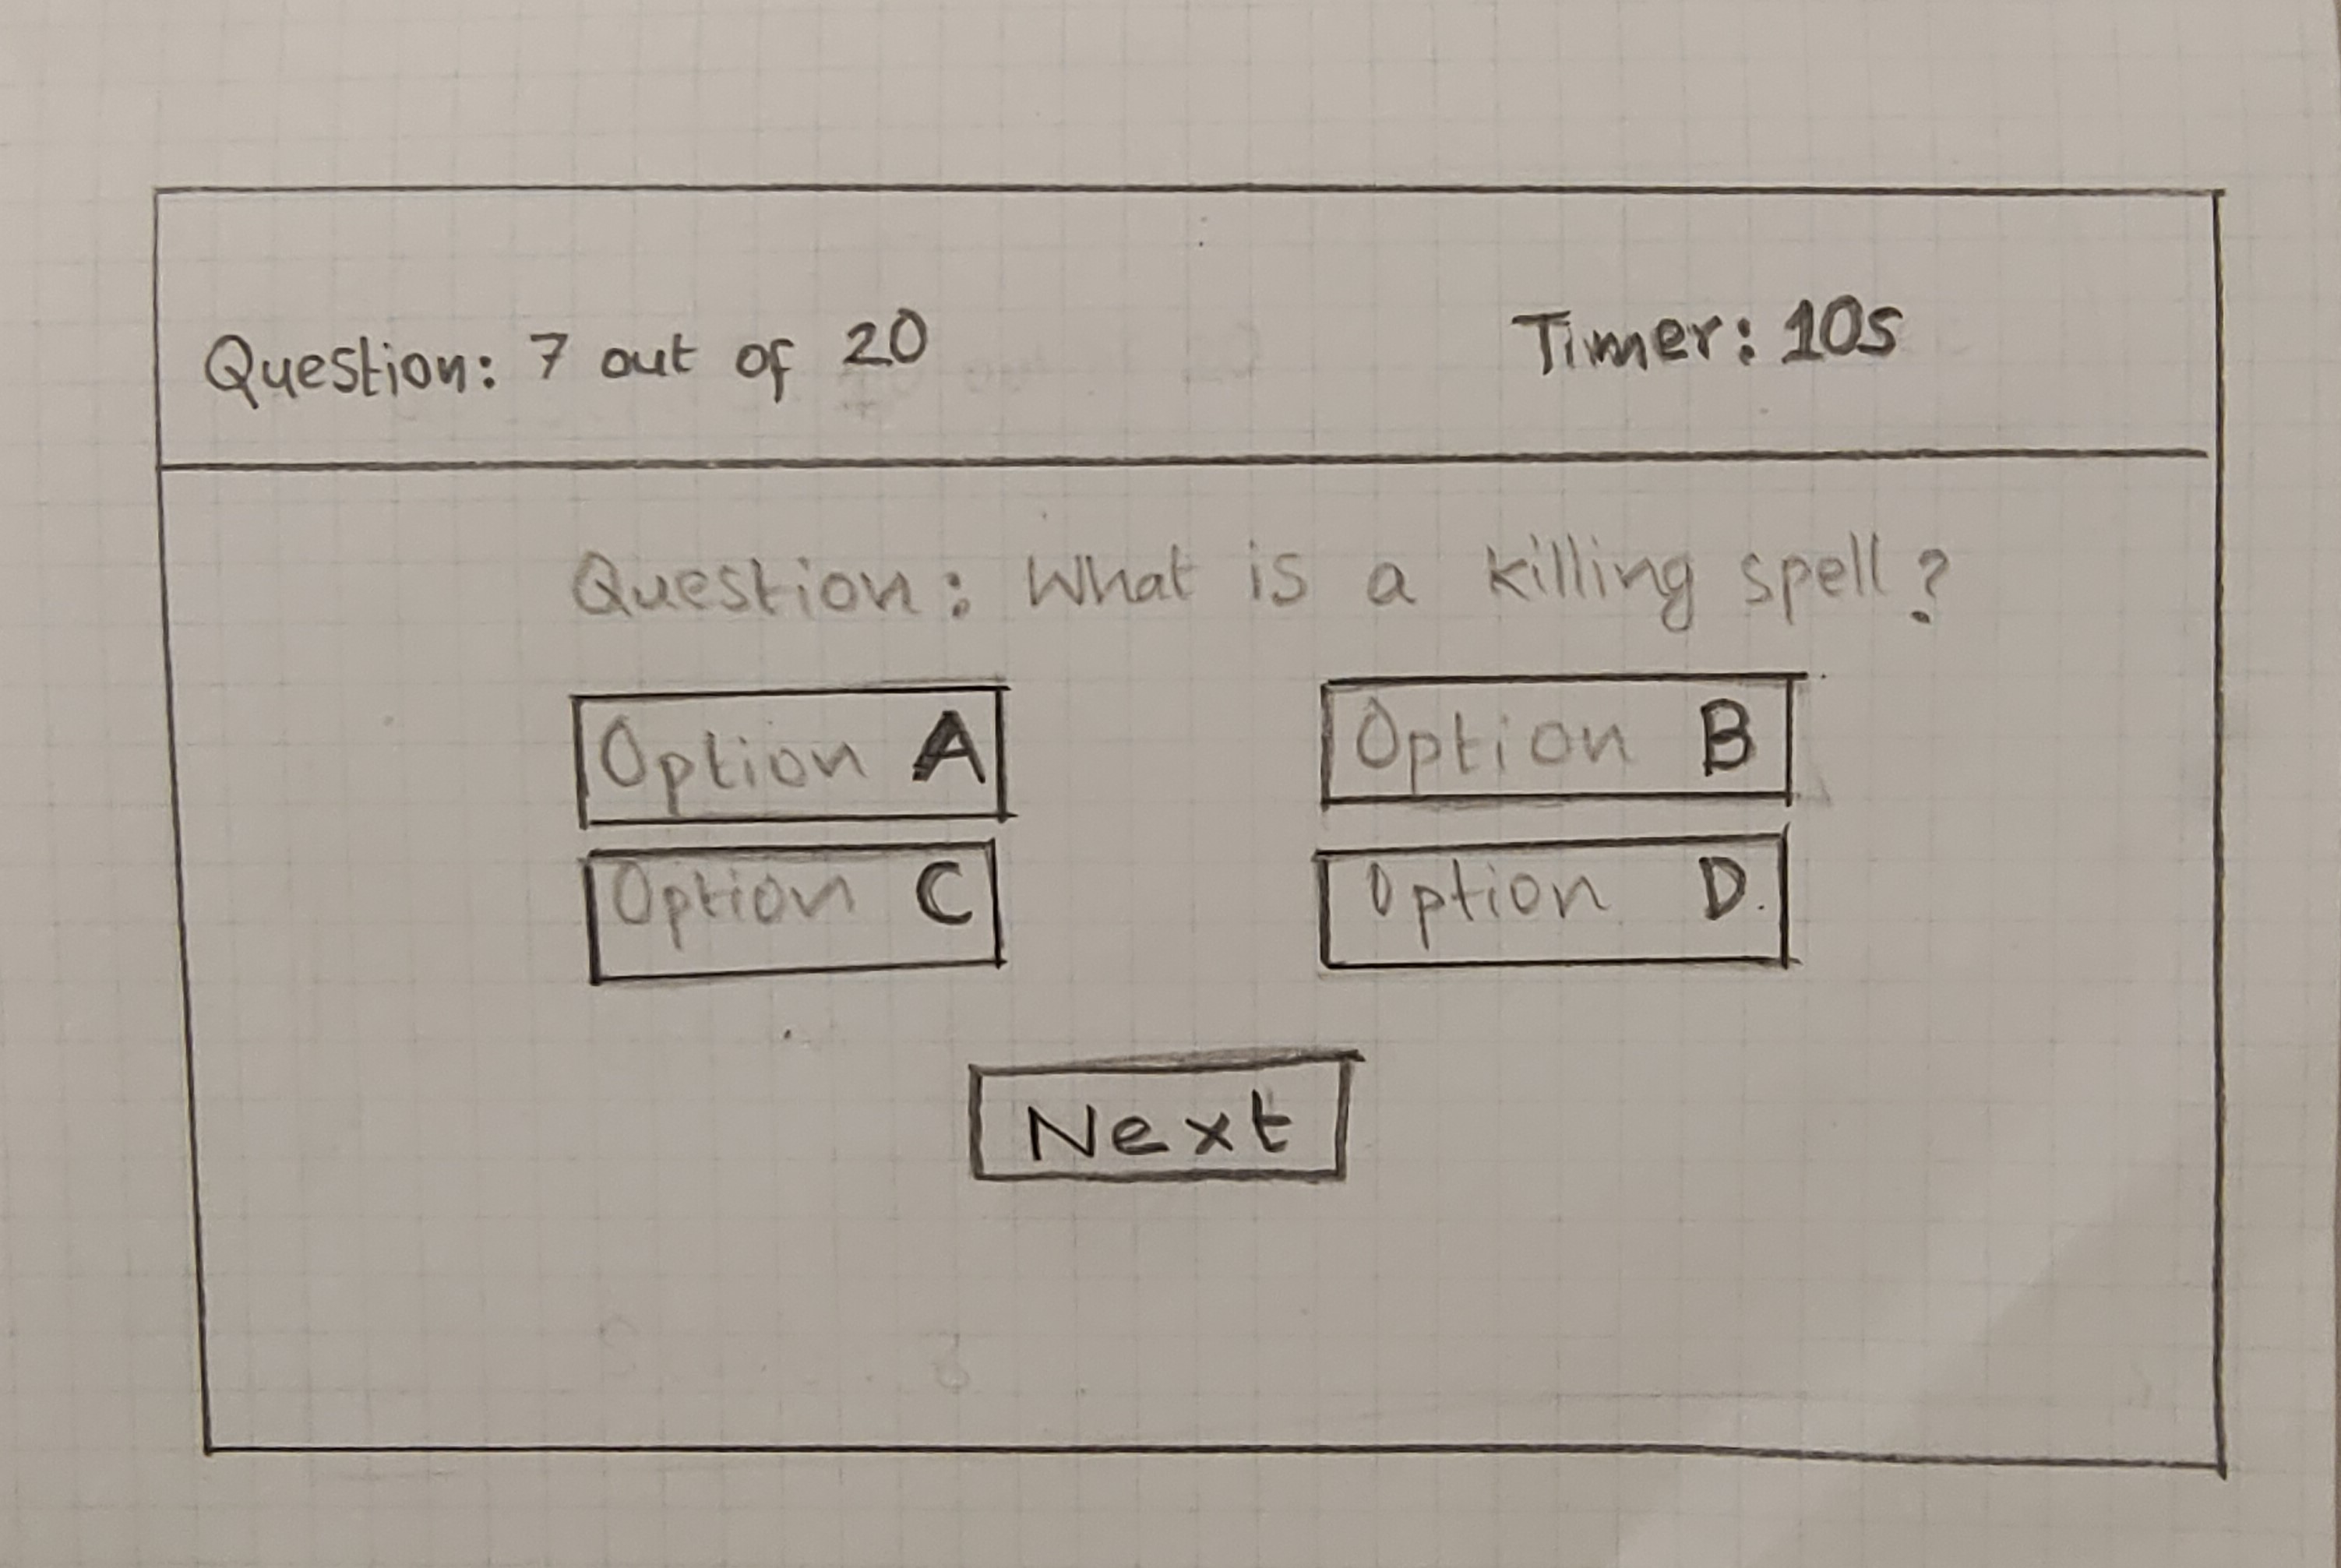 Question: 7 out of 20
Timer: 10s
Question: What is a killing spell?
Option A
Option B
Option C
Option D
Next